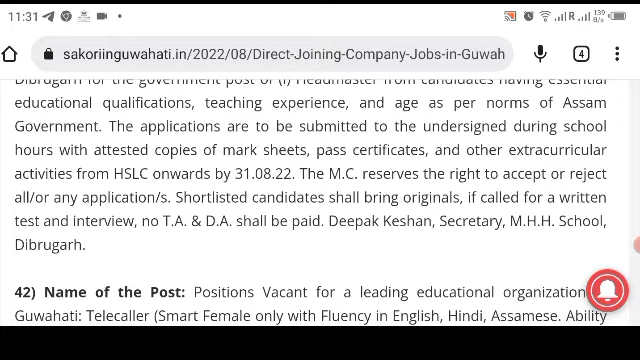 11:31 139 B/s
sakoriinguwahati.in/2022/08/Direct-Joining-Company-Jobs-in-Guwah 4
Dibrugarh for the government post of (I) Headmaster from candidates having essential
educational qualifications, teaching experience, and age as per norms of Assam
Government. The applications are to be submitted to the undersigned during school
hours with attested copies of mark sheets, pass certificates, and other extracurricular
activities from HSLC onwards by 31.08.22. The M.C. reserves the right to accept or reject
all/or any application/s. Shortlisted candidates shall bring originals, if called for a written
test and interview, no T.A. & D.A. shall be paid. Deepak Keshan, Secretary, M.H.H. School,
Dibrugarh.
42) Name of the Post: Positions Vacant for a leading educational organization
Guwahati: Telecaller (Smart Female only with Fluency in English, Hindi, Assamese. Ability